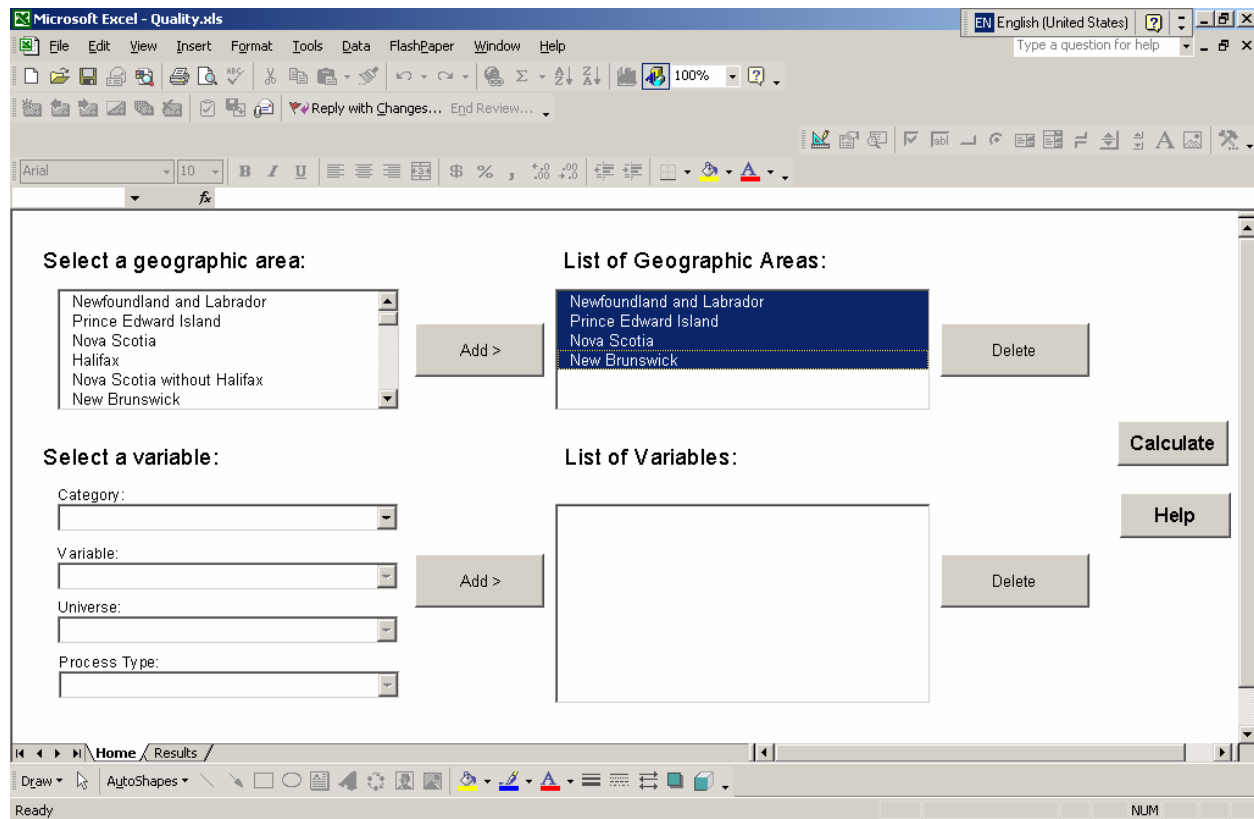 Microsoft Excel - Quality.xls
EN English (United States)
File Edit View Insert Format Tools Data FlashPaper Window Help
Type a question for help
100%
Reply with Changes... End Review...
Arial 10 B I U $ % ,
fx
Select a geographic area:
Newfoundland and Labrador
Prince Edward Island
Nova Scotia
Halifax
Nova Scotia without Halifax
New Brunswick
Add >
List of Geographic Areas:
Newfoundland and Labrador
Prince Edward Island
Nova Scotia
New Brunswick
Delete
Calculate
Help
Select a variable:
Category:
Variable:
Universe:
Process Type:
Add >
List of Variables:
Delete
Home Results
Draw AutoShapes
Ready
NUM